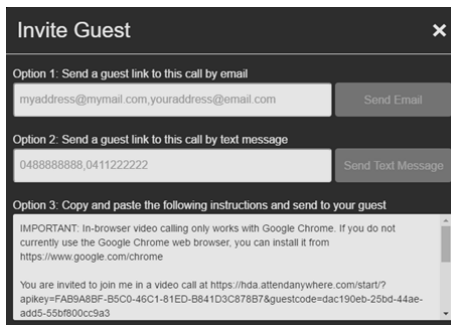 Invite Guest
Option 1: Send a guest link to this call by email
myaddress@mymail.com,youraddress@email.com
Send Email
Option 2: Send a guest link to this call by text message
0488888888,0411222222
Send Text Message
Option 3: Copy and paste the following instructions and send to your guest
IMPORTANT: In-browser video calling only works with Google Chrome. If you do not
currently use the Google Chrome web browser, you can install it from
https://www.google.com/chrome
You are invited to join me in a video call at https://hda.attendanywhere.com/start/?
apikey=FAB9A8BF-B5C0-46C1-81ED-B841D3C878B7&guestcode=dac190eb-25bd-44ae-
add5-55bf800cc9a3